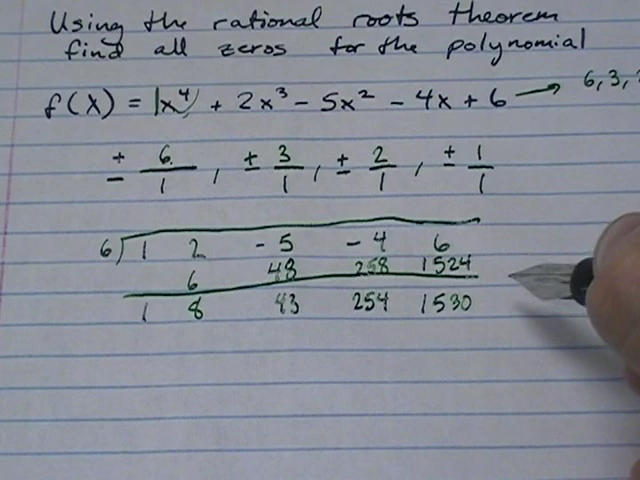 Using the rational roots theorem
find all zeros for the polynomial
f(x) = 1x⁴ + 2x³ - 5x² - 4x + 6 → 6, 3,
± 6/1 , ± 3/1 , ± 2/1 , ± 1/1
6) 1 2 -5 -4 6
6 48 258 1524
1 8 43 254 1530